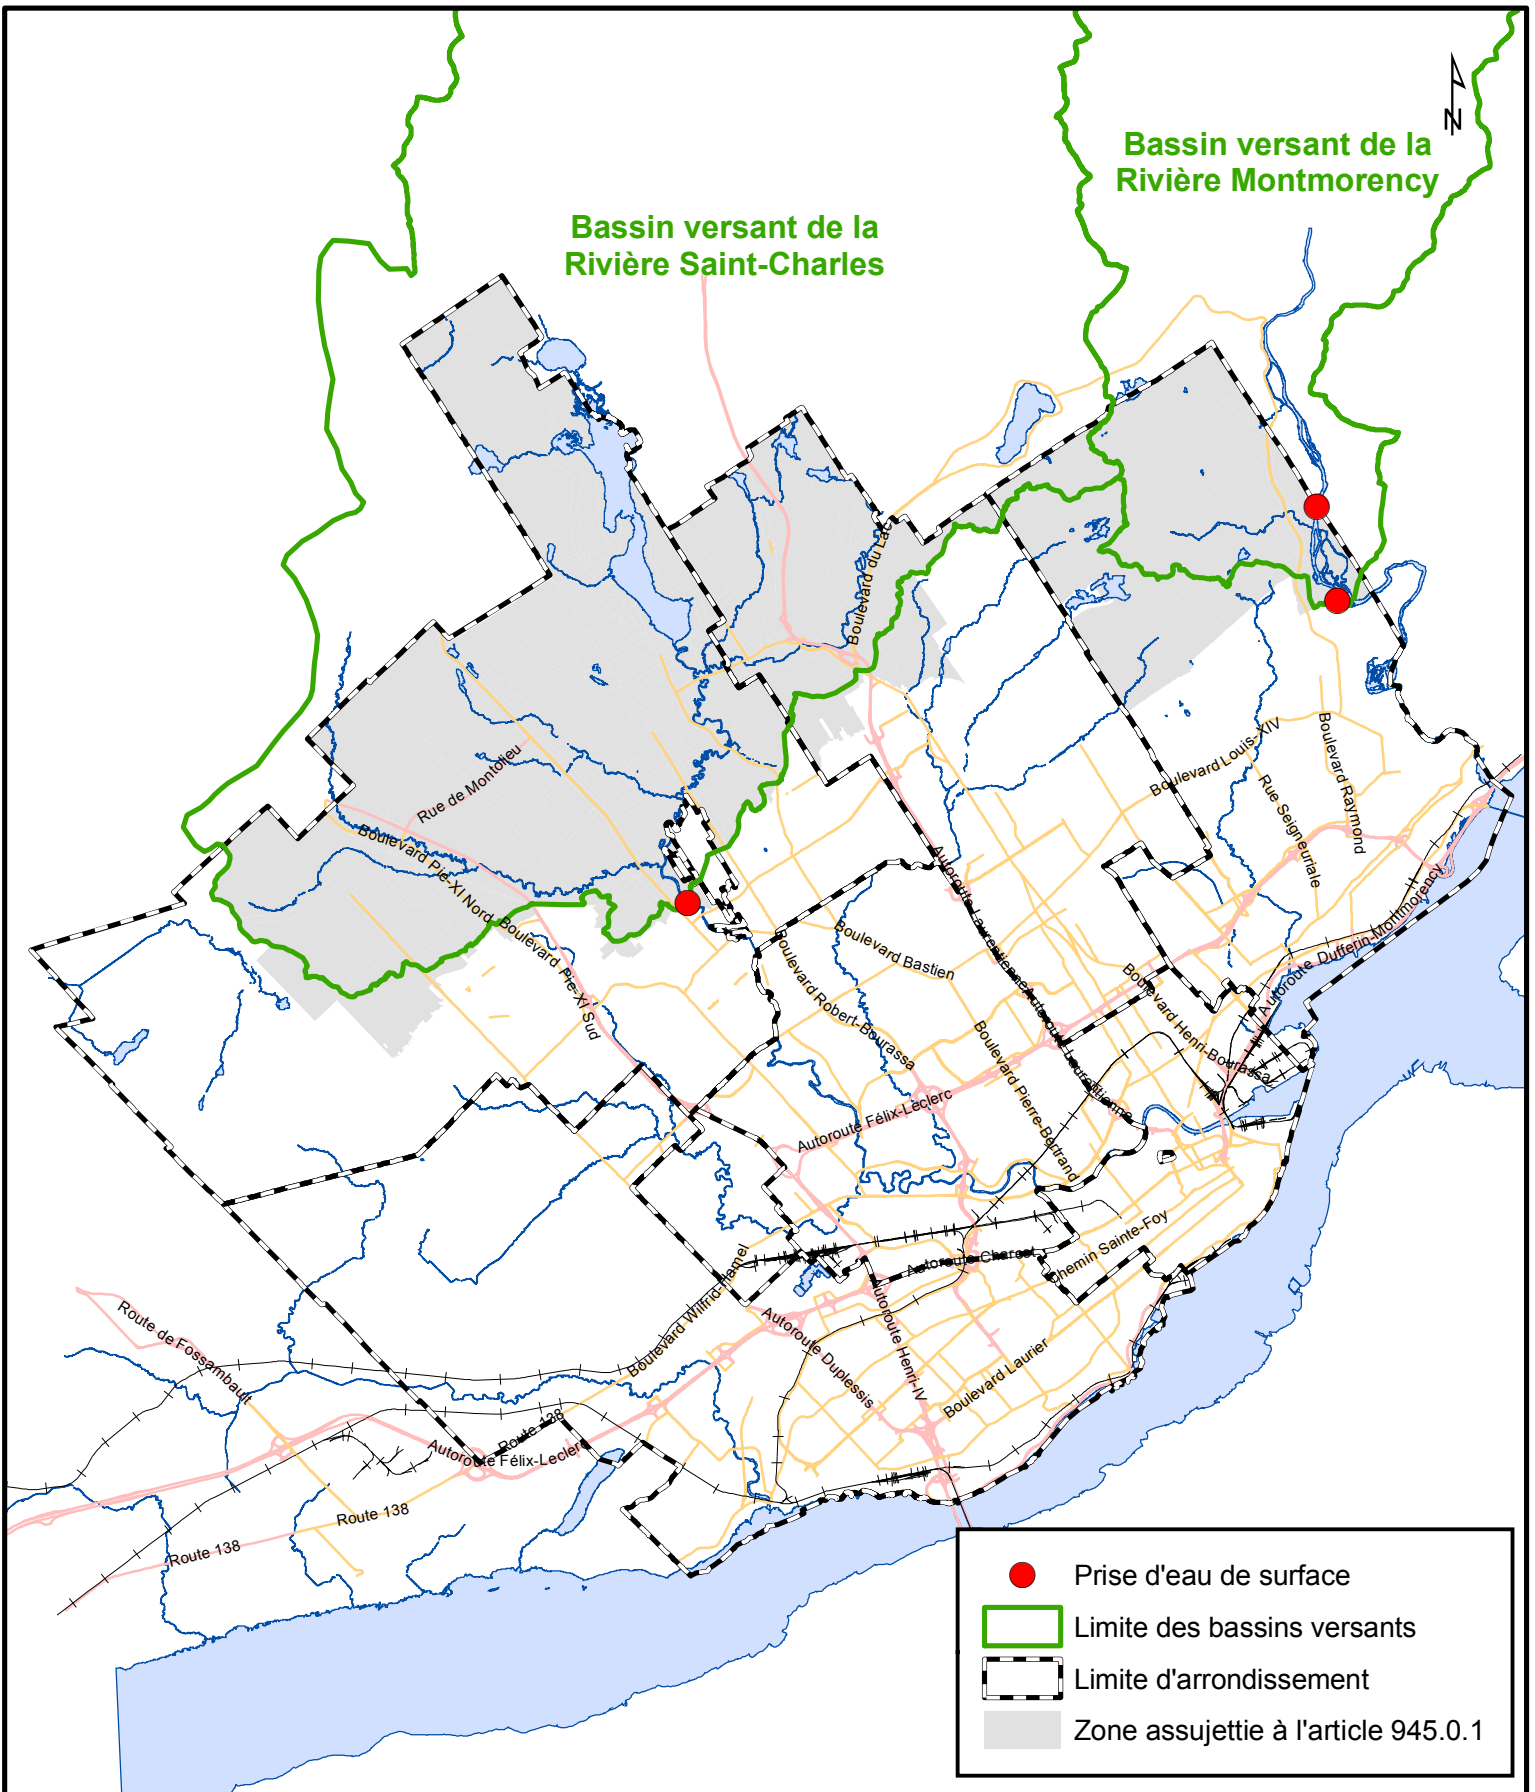 N
Bassin versant de la
Rivière Montmorency
Bassin versant de la
Rivière Saint-Charles
Boulevard du Lac
Rue de Montolieu
Boulevard Louis-XIV
Boulevard Raymond
Rue Seigneuriale
Boulevard Pie-XI Nord
Boulevard Pie-XI Sud
Autoroute Laurentienne
Autoroute Laurentienne
Boulevard Bastien
Boulevard Robert-Bourassa
Autoroute Dufferin-Montmorency
Boulevard Henri-Bourassa
Boulevard Pierre-Bertrand
Autoroute Félix-Leclerc
Chemin Sainte-Foy
Autoroute Charest
Boulevard Wilfrid-Hamel
Autoroute Henri-IV
Autoroute Duplessis
Boulevard Laurier
Route de Fossambault
Route 138
Autoroute Félix-Leclerc
Route 138
Route 138
Prise d'eau de surface
Limite des bassins versants
Limite d'arrondissement
Zone assujettie à l'article 945.0.1